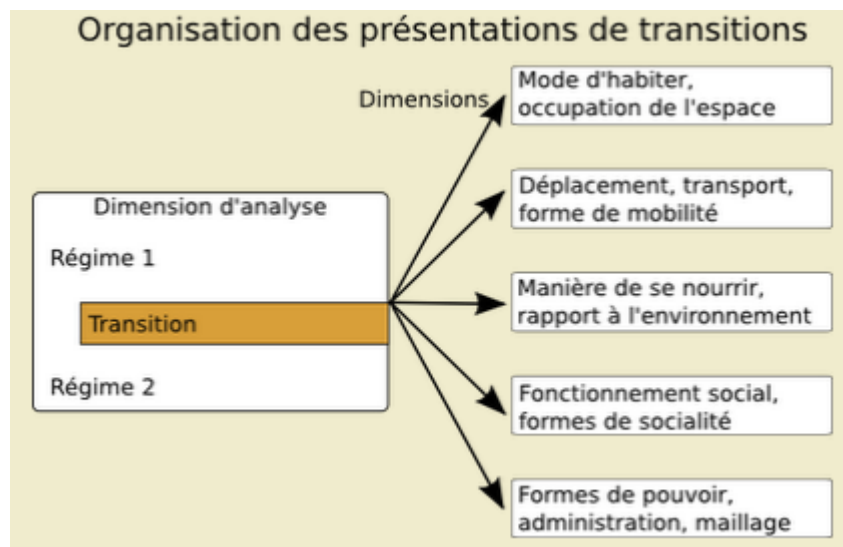 Organisation des présentations de transitions
Dimensions
Mode d'habiter,
occupation de l'espace
Déplacement, transport,
forme de mobilité
Dimension d'analyse
Régime 1
Transition
Régime 2
Manière de se nourrir,
rapport à l'environnement
Fonctionnement social,
formes de socialité
Formes de pouvoir,
administration, maillage